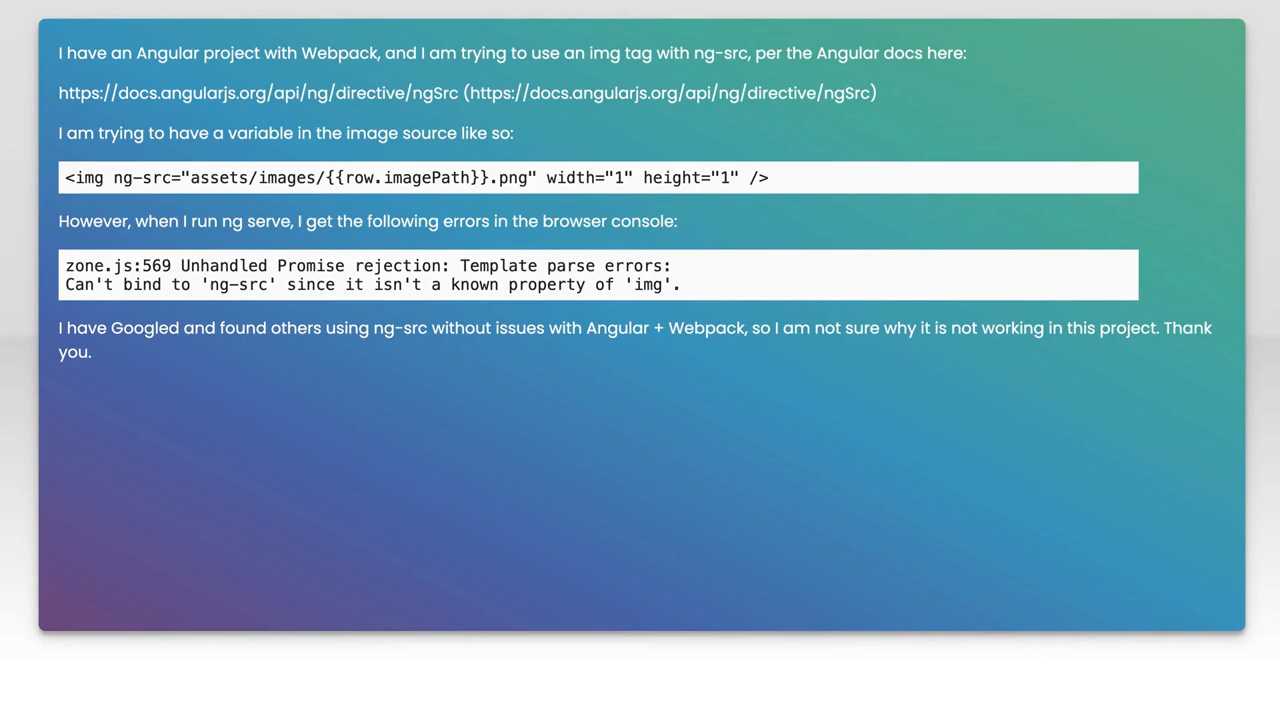 I have an Angular project with Webpack, and I am trying to use an img tag with ng-src, per the Angular docs here:
https://docs.angularjs.org/api/ng/directive/ngSrc (https://docs.angularjs.org/api/ng/directive/ngSrc)
I am trying to have a variable in the image source like so:
<img ng-src="assets/images/{{row.imagePath}}.png" width="1" height="1" />
However, when I run ng serve, I get the following errors in the browser console:
zone.js:569 Unhandled Promise rejection: Template parse errors:
Can't bind to 'ng-src' since it isn't a known property of 'img'.
I have Googled and found others using ng-src without issues with Angular + Webpack, so I am not sure why it is not working in this project. Thank
you.